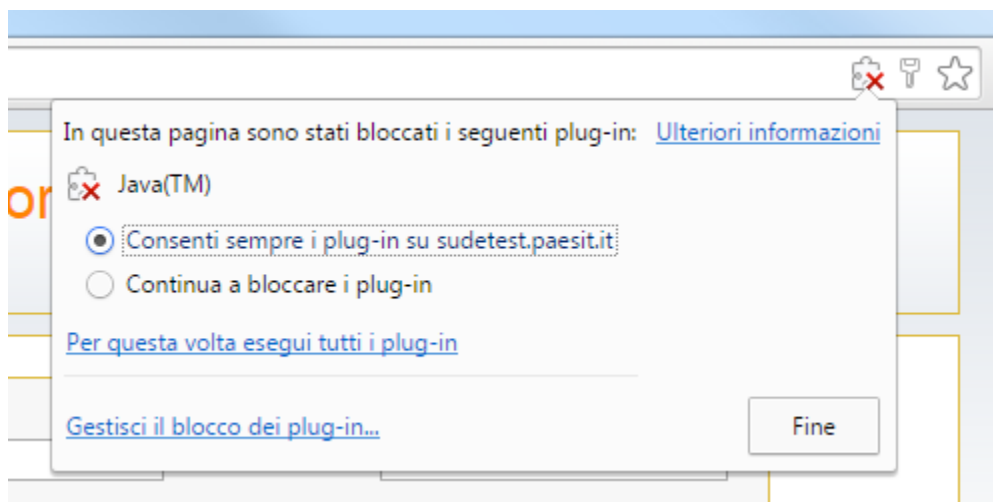 In questa pagina sono stati bloccati i seguenti plug-in: Ulteriori informazioni
Java(TM)
Consenti sempre i plug-in su sudetest.paesit.it
Continua a bloccare i plug-in
Per questa volta esegui tutti i plug-in
Gestisci il blocco dei plug-in...
Fine